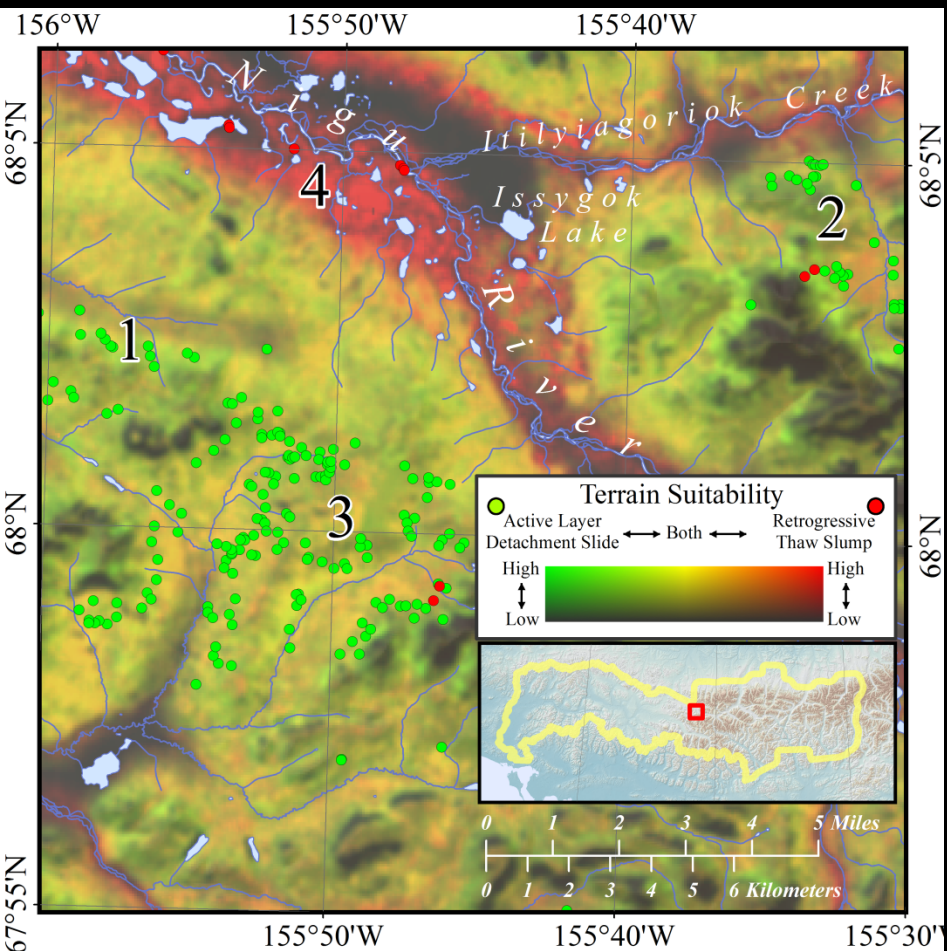 156°W 155°50'W 155°40'W
68°5'N
68°5'N
Nigu River
Itilyiagoriok Creek
Issygok
Lake
4
2
1
3
68°N
68°N
Terrain Suitability
Active Layer
Detachment Slide
Both
Retrogressive
Thaw Slump
High
Low
High
Low
0 1 2 3 4 5 Miles
0 1 2 3 4 5 6 Kilometers
67°55'N
155°50'W 155°40'W 155°30'W